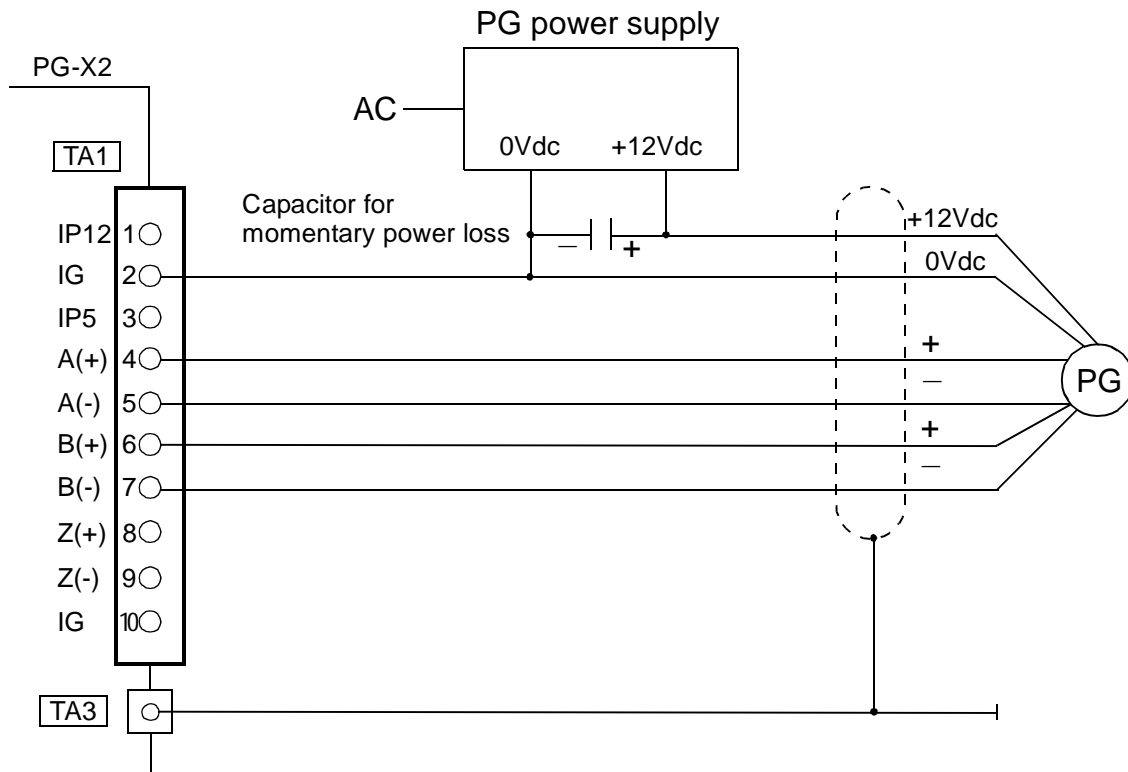 PG power supply
PG-X2
AC
0Vdc +12Vdc
TA1
Capacitor for
momentary power loss
− +
+12Vdc
IP12 1
0Vdc
IG 2
IP5 3
+
A(+) 4
−
PG
A(-) 5
+
B(+) 6
−
B(-) 7
Z(+) 8
Z(-) 9
IG 10
TA3